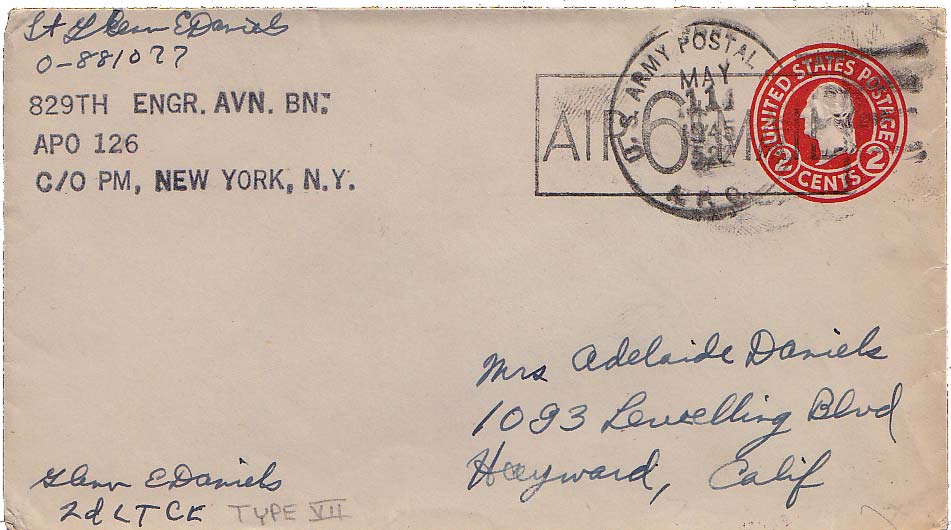 Lt Glenn E Daniels
O-881077
829TH ENGR. AVN. BN.
APO 126
C/O PM, NEW YORK, N.Y.
U. S. ARMY POSTAL
MAY
11
1945
A. P. O.
AIR 6¢ M
UNITED STATES POSTAGE
2 CENTS 2
Mrs Adelaide Daniels
1093 Lewelling Blvd
Hayward, Calif
Glenn E Daniels
2d LT CE TYPE VII